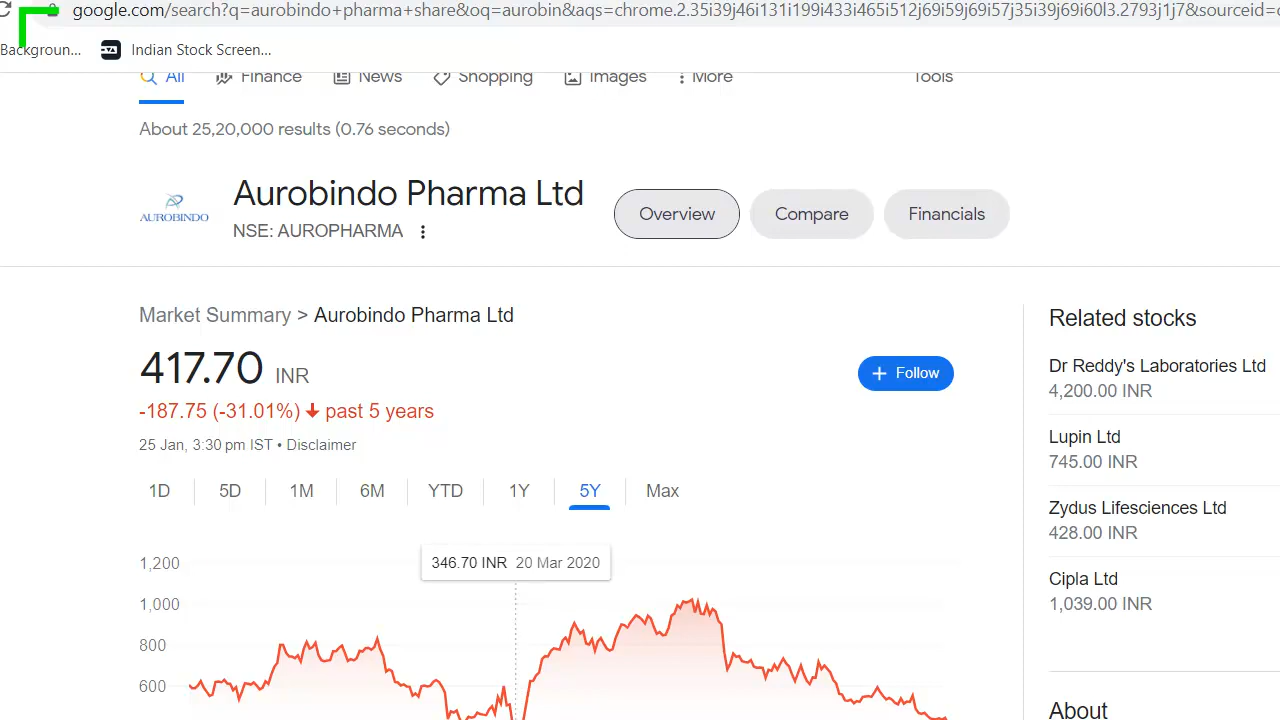 google.com/search?q=aurobindo+pharma+share&oq=aurobin&aqs=chrome.2.35i39j46i131i199i433i465i512j69i59j69i57j35i39j69i60l3.2793j1j7&sourceid=c
Backgroun... Indian Stock Screen...
All Finance News Shopping Images More Tools
About 25,20,000 results (0.76 seconds)
AUROBINDO
Aurobindo Pharma Ltd
NSE: AUROPHARMA
Overview Compare Financials
Market Summary > Aurobindo Pharma Ltd
417.70 INR
+ Follow
-187.75 (-31.01%) past 5 years
25 Jan, 3:30 pm IST • Disclaimer
1D 5D 1M 6M YTD 1Y 5Y Max
346.70 INR 20 Mar 2020
1,200
1,000
800
600
Related stocks
Dr Reddy's Laboratories Ltd
4,200.00 INR
Lupin Ltd
745.00 INR
Zydus Lifesciences Ltd
428.00 INR
Cipla Ltd
1,039.00 INR
About